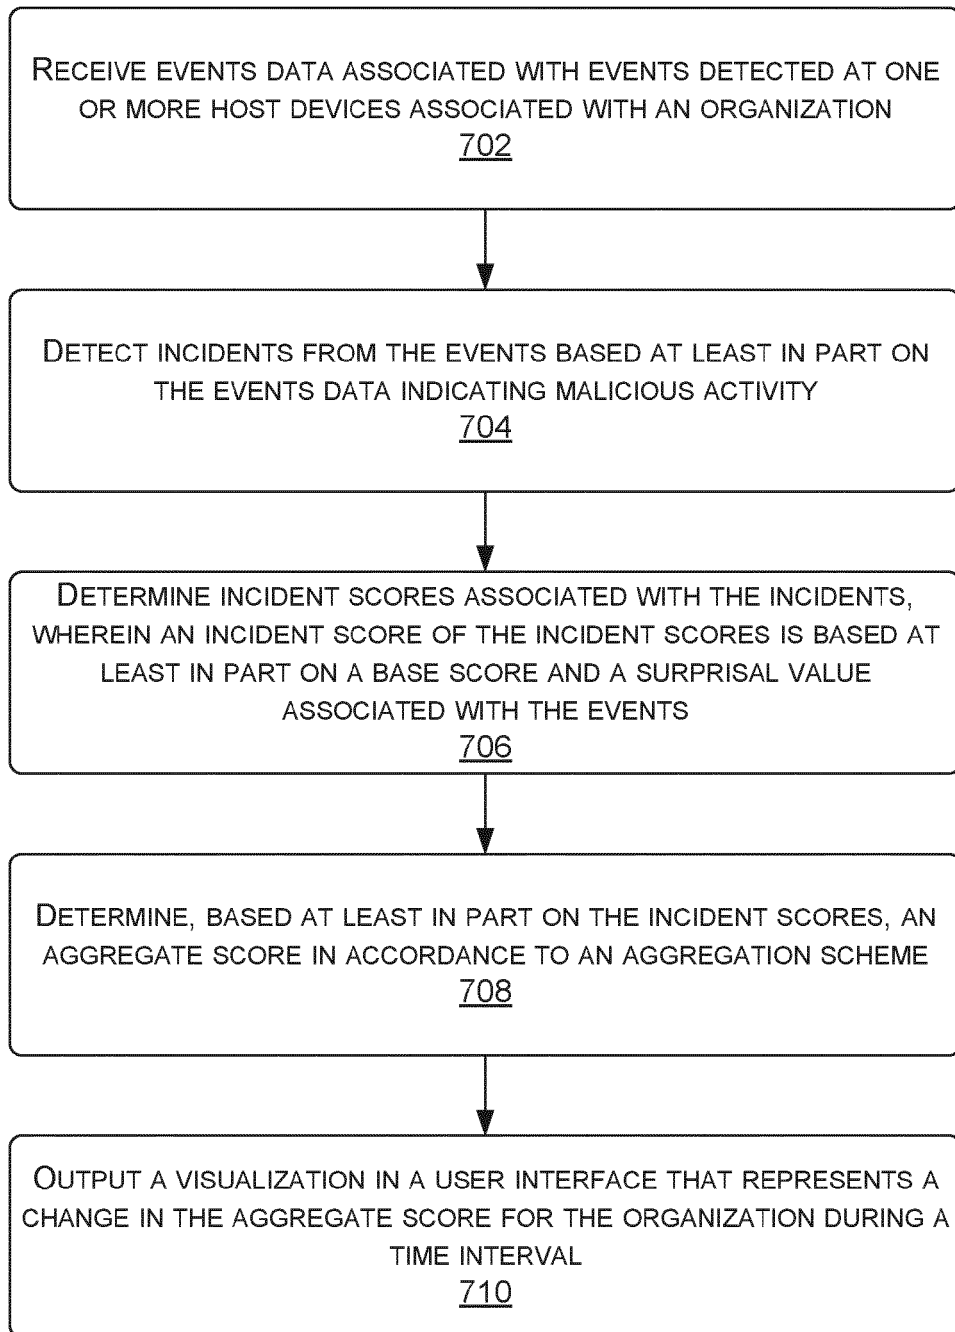 RECEIVE EVENTS DATA ASSOCIATED WITH EVENTS DETECTED AT ONE
OR MORE HOST DEVICES ASSOCIATED WITH AN ORGANIZATION
702
DETECT INCIDENTS FROM THE EVENTS BASED AT LEAST IN PART ON
THE EVENTS DATA INDICATING MALICIOUS ACTIVITY
704
DETERMINE INCIDENT SCORES ASSOCIATED WITH THE INCIDENTS,
WHEREIN AN INCIDENT SCORE OF THE INCIDENT SCORES IS BASED AT
LEAST IN PART ON A BASE SCORE AND A SURPRISAL VALUE
ASSOCIATED WITH THE EVENTS
706
DETERMINE, BASED AT LEAST IN PART ON THE INCIDENT SCORES, AN
AGGREGATE SCORE IN ACCORDANCE TO AN AGGREGATION SCHEME
708
OUTPUT A VISUALIZATION IN A USER INTERFACE THAT REPRESENTS A
CHANGE IN THE AGGREGATE SCORE FOR THE ORGANIZATION DURING A
TIME INTERVAL
710